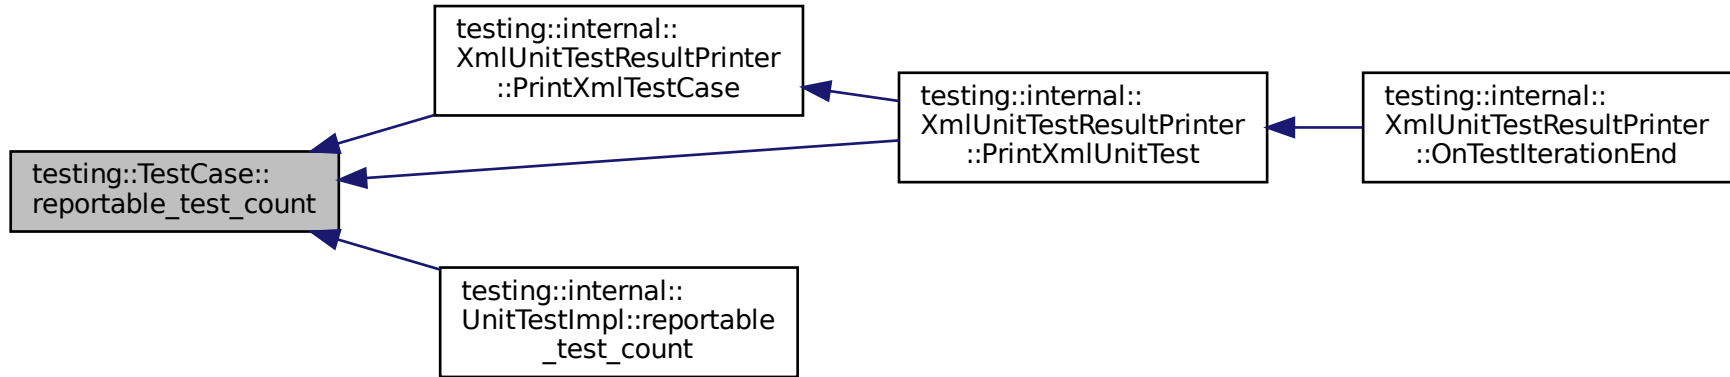 testing::internal::
XmlUnitTestResultPrinter
::PrintXmlTestCase
testing::internal::
XmlUnitTestResultPrinter
::PrintXmlUnitTest
testing::internal::
XmlUnitTestResultPrinter
::OnTestIterationEnd
testing::TestCase::
reportable_test_count
testing::internal::
UnitTestImpl::reportable
_test_count